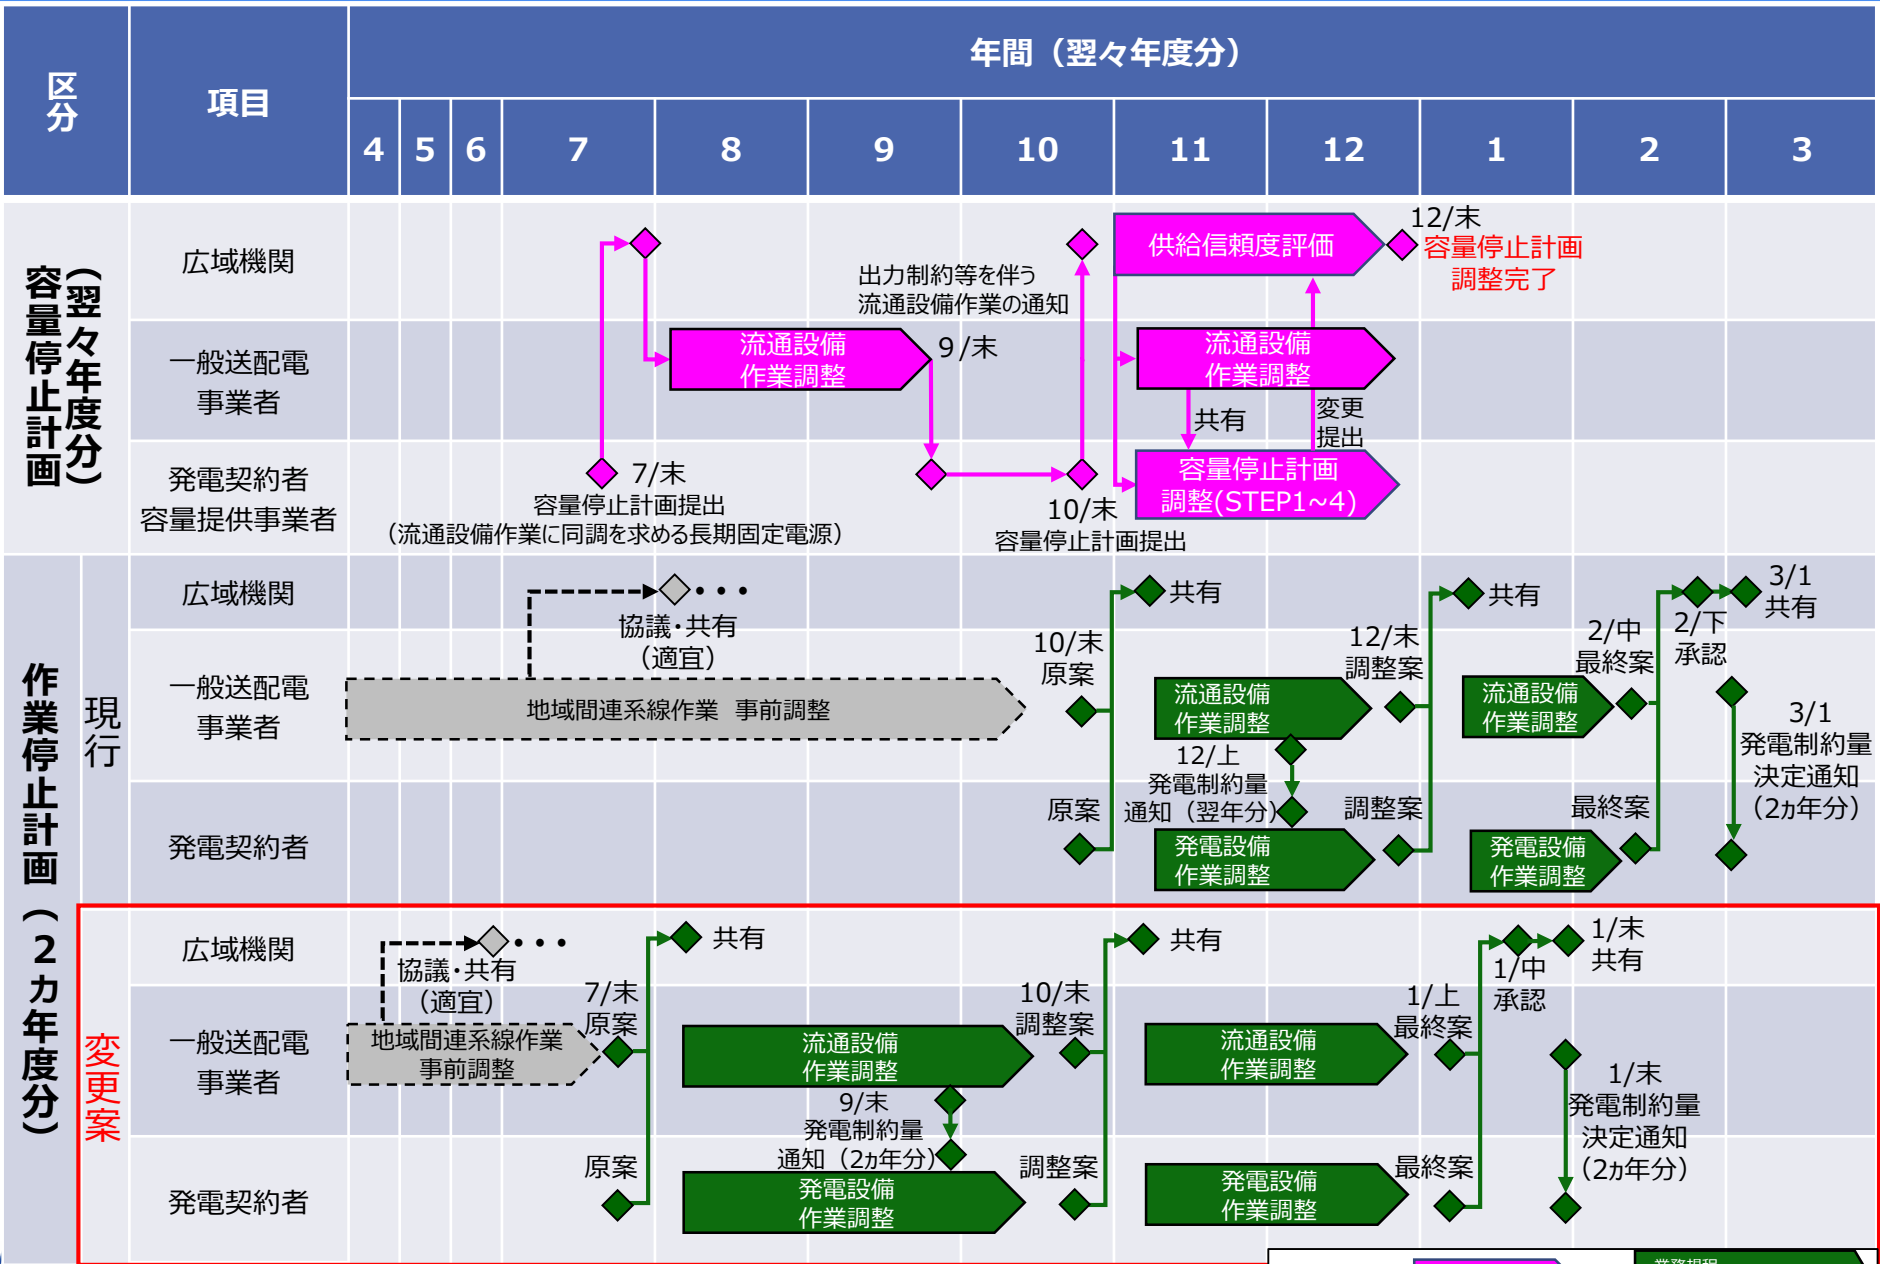 区分
項目
年間（翌々年度分）
4 5 6 7 8 9 10 11 12 1 2 3
容量停止計画
（翌々年度分）
広域機関
供給信頼度評価
12/末
容量停止計画
調整完了
出力制約等を伴う
流通設備作業の通知
一般送配電
事業者
流通設備
作業調整
9/末
流通設備
作業調整
共有
変更
提出
発電契約者
容量提供事業者
7/末
容量停止計画提出
（流通設備作業に同調を求める長期固定電源）
10/末
容量停止計画提出
容量停止計画
調整(STEP1~4)
作業停止計画（２カ年度分）
現行
広域機関
・・・
協議・共有
（適宜）
共有
共有
2/下
承認
3/1
共有
一般送配電
事業者
地域間連系線作業 事前調整
10/末
原案
流通設備
作業調整
12/末
調整案
流通設備
作業調整
2/中
最終案
12/上
発電制約量
通知（翌年分）
3/1
発電制約量
決定通知
（2ヵ年分）
発電契約者
原案
発電設備
作業調整
調整案
発電設備
作業調整
最終案
変更案
広域機関
・・・
協議・共有
（適宜）
共有
共有
1/中
承認
1/末
共有
一般送配電
事業者
地域間連系線作業
事前調整
7/末
原案
流通設備
作業調整
10/末
調整案
流通設備
作業調整
1/上
最終案
9/末
発電制約量
通知（2ヵ年分）
1/末
発電制約量
決定通知
（2ヵ年分）
発電契約者
原案
発電設備
作業調整
調整案
発電設備
作業調整
最終案